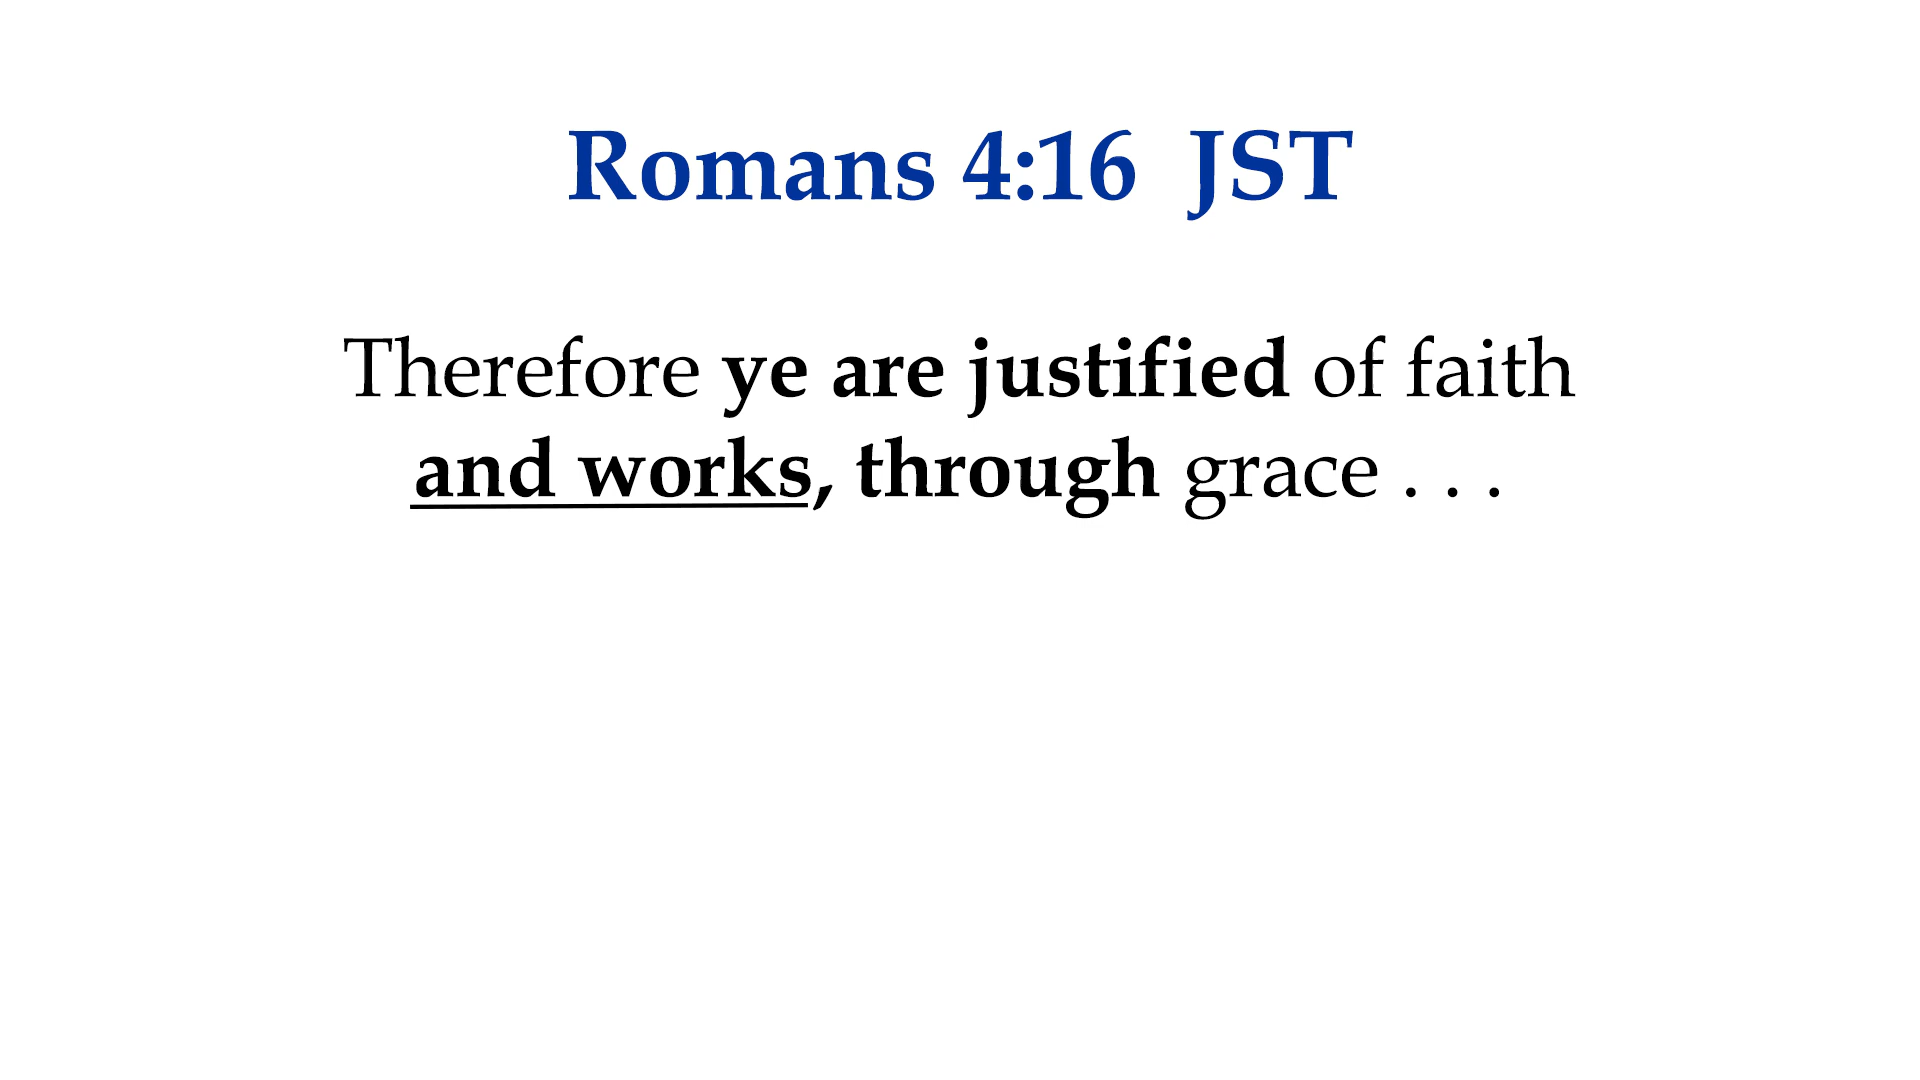 Romans 4:16 JST
Therefore ye are justified of faith
and works, through grace . . .